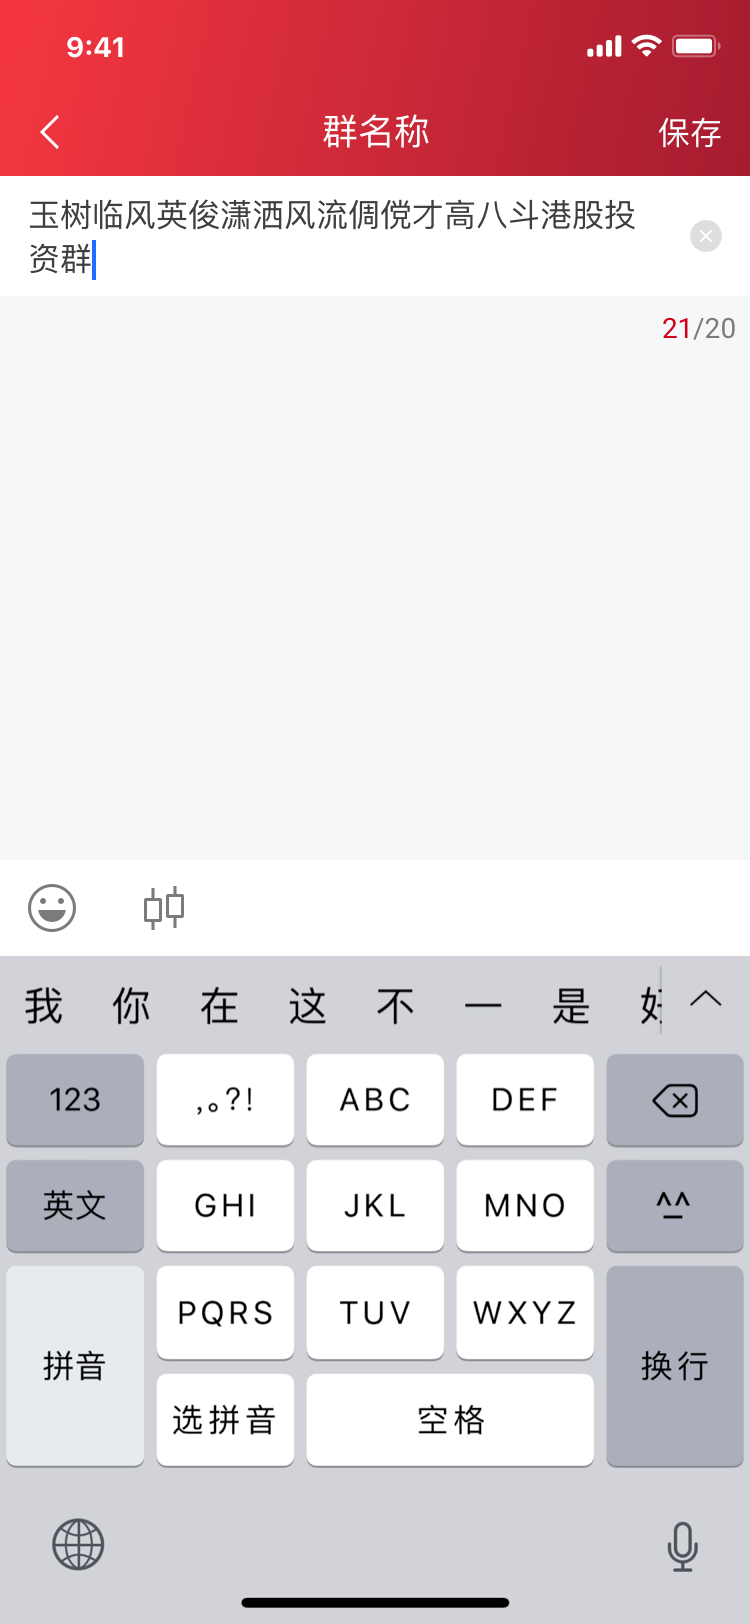 9:41
群名称
保存
玉树临风英俊潇洒风流倜傥才高八斗港股投
资群
21/20
我 你 在 这 不 一 是 好
123
,。?!
ABC
DEF
英文
GHI
JKL
MNO
^^
拼音
PQRS
TUV
WXYZ
换行
选拼音
空格